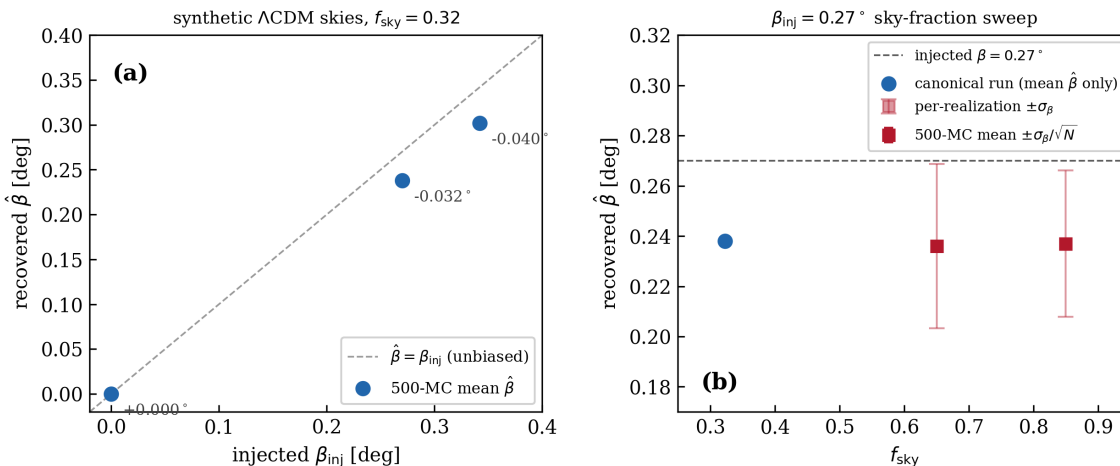 synthetic ΛCDM skies, f_sky = 0.32
0.40
0.35
0.30
0.25
0.20
0.15
0.10
0.05
0.00
recovered β̂ [deg]
(a)
-0.040°
-0.032°
+0.000°
β̂ = β_inj (unbiased)
500-MC mean β̂
0.0 0.1 0.2 0.3 0.4
injected β_inj [deg]
β_inj = 0.27° sky-fraction sweep
0.32
0.30
0.28
0.26
0.24
0.22
0.20
0.18
recovered β̂ [deg]
injected β = 0.27°
canonical run (mean β̂ only)
per-realization ±σ_β
500-MC mean ±σ_β/√N
(b)
0.3 0.4 0.5 0.6 0.7 0.8 0.9
f_sky